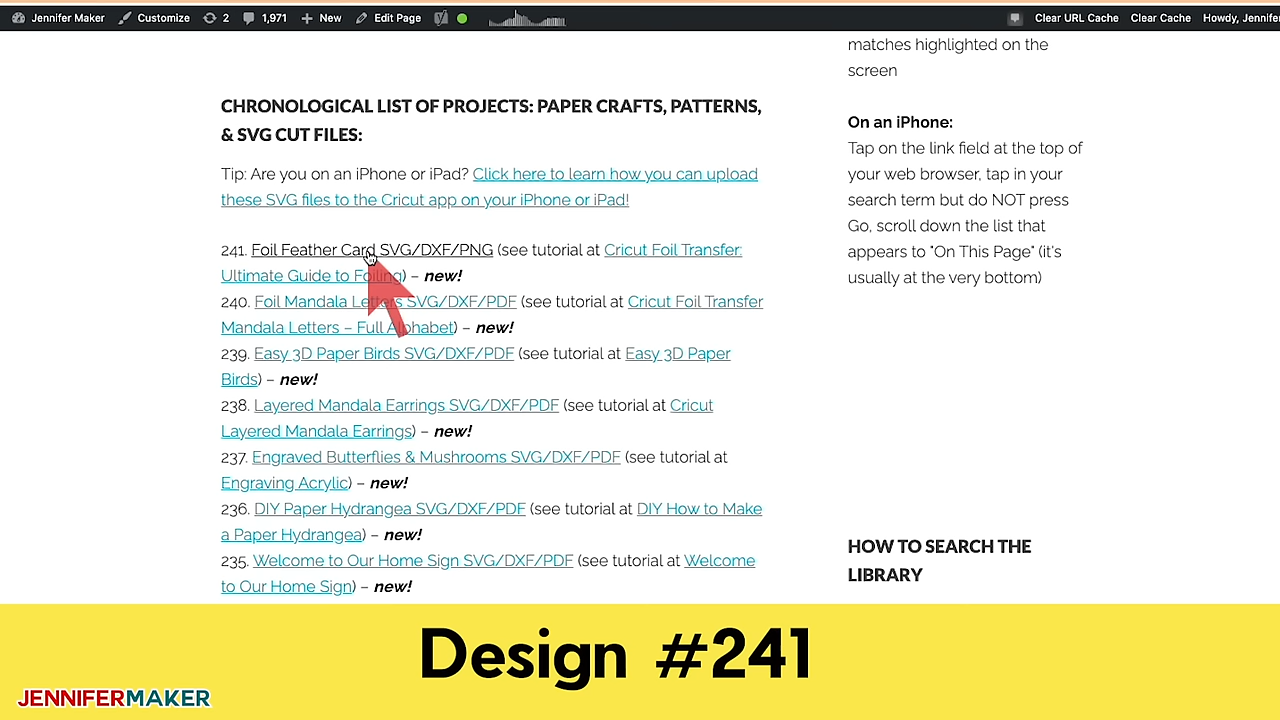 Jennifer Maker Customize 2 1,971 New Edit Page Clear URL Cache Clear Cache Howdy, Jennife
CHRONOLOGICAL LIST OF PROJECTS: PAPER CRAFTS, PATTERNS,
& SVG CUT FILES:
Tip: Are you on an iPhone or iPad? Click here to learn how you can upload
these SVG files to the Cricut app on your iPhone or iPad!
241. Foil Feather Card SVG/DXF/PNG (see tutorial at Cricut Foil Transfer:
Ultimate Guide to Foiling) – new!
240. Foil Mandala Letters SVG/DXF/PDF (see tutorial at Cricut Foil Transfer
Mandala Letters – Full Alphabet) – new!
239. Easy 3D Paper Birds SVG/DXF/PDF (see tutorial at Easy 3D Paper
Birds) – new!
238. Layered Mandala Earrings SVG/DXF/PDF (see tutorial at Cricut
Layered Mandala Earrings) – new!
237. Engraved Butterflies & Mushrooms SVG/DXF/PDF (see tutorial at
Engraving Acrylic) – new!
236. DIY Paper Hydrangea SVG/DXF/PDF (see tutorial at DIY How to Make
a Paper Hydrangea) – new!
235. Welcome to Our Home Sign SVG/DXF/PDF (see tutorial at Welcome
to Our Home Sign) – new!
matches highlighted on the
screen
On an iPhone:
Tap on the link field at the top of
your web browser, tap in your
search term but do NOT press
Go, scroll down the list that
appears to "On This Page" (it's
usually at the very bottom)
HOW TO SEARCH THE
LIBRARY
Design #241
JENNIFERMAKER